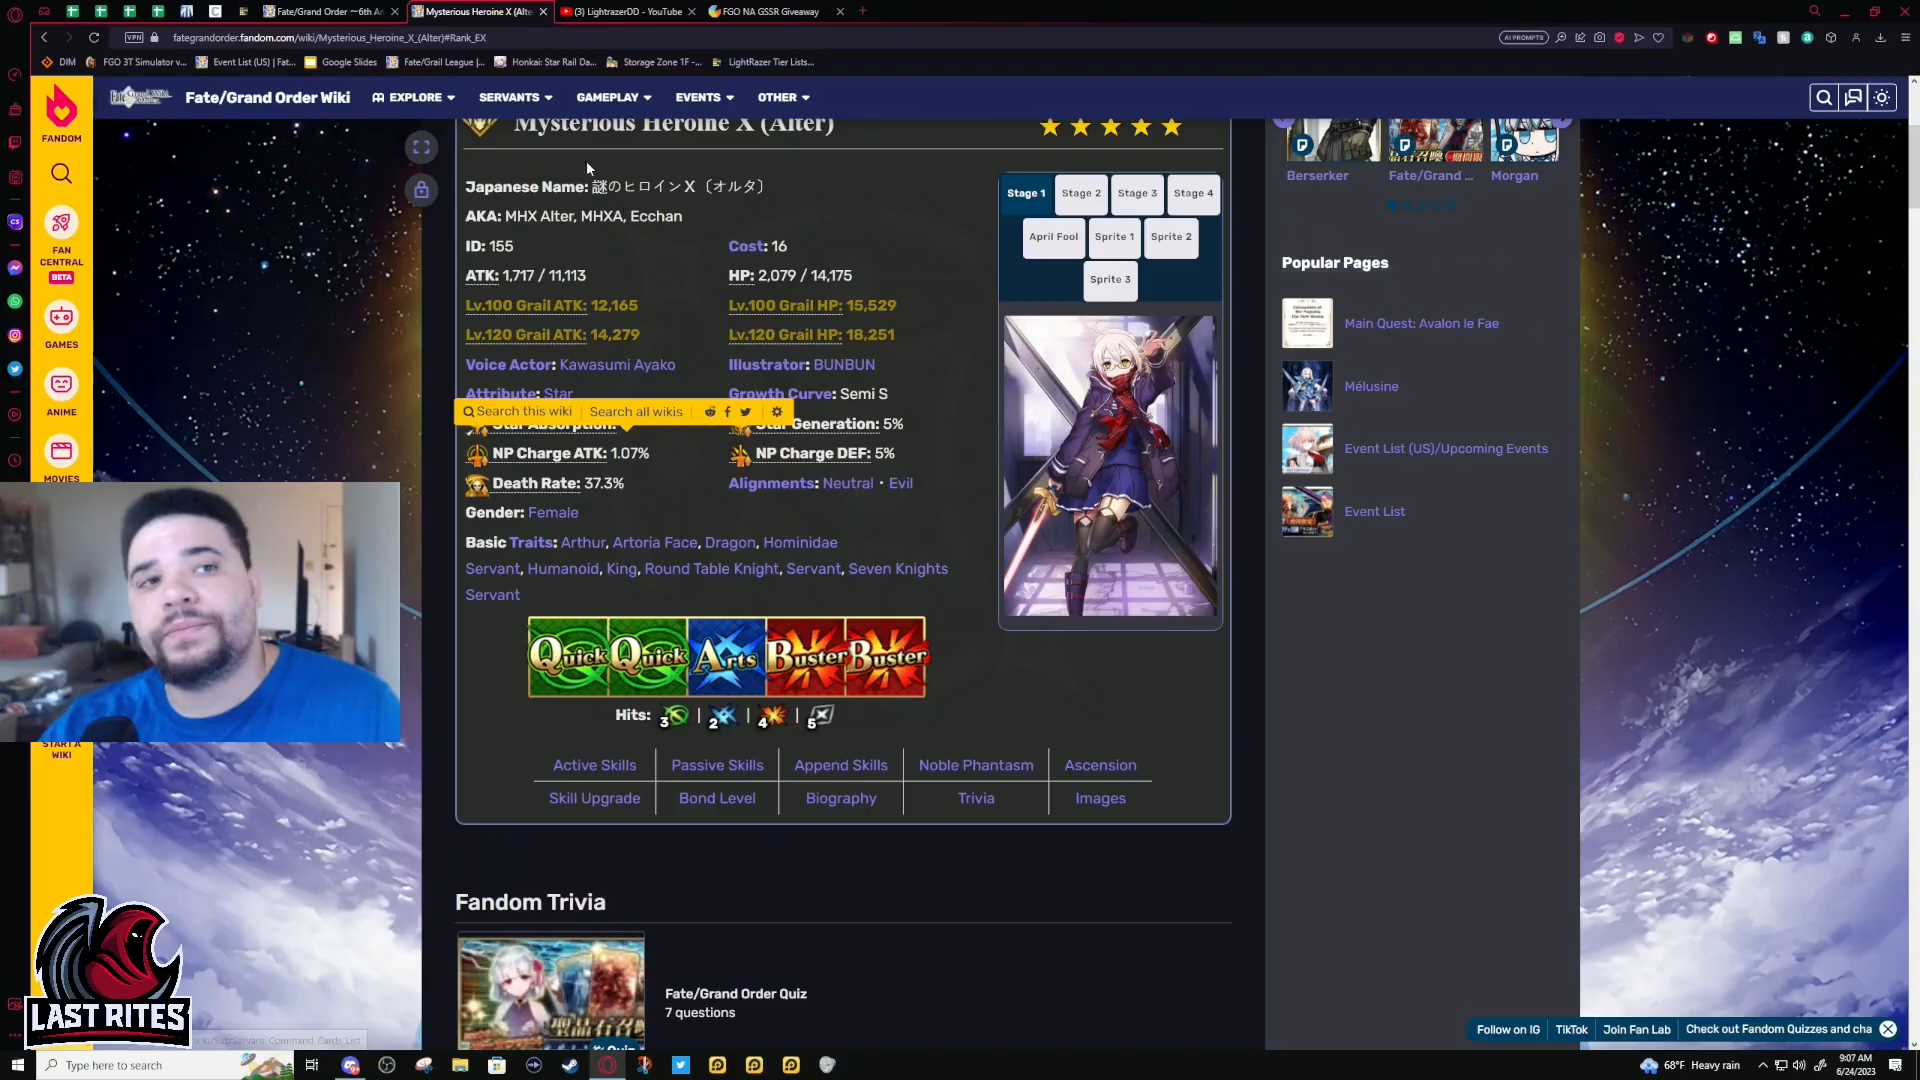 Fate/Grand Order ~6th An
Mysterious Heroine X (Alte
(3) LightrazerDD - YouTube
FGO NA GSSR Giveaway
VPN
fategrandorder.fandom.com/wiki/Mysterious_Heroine_X_(Alter)#Rank_EX
AI PROMPTS
DIM
FGO 3T Simulator v...
Event List (US) | Fat...
Google Slides
Fate/Grail League |...
Honkai: Star Rail Da...
Storage Zone 1F -...
LightRazer Tier Lists...
FANDOM
Fate/Grand Order Wiki
EXPLORE
SERVANTS
GAMEPLAY
EVENTS
OTHER
FAN CENTRAL
BETA
GAMES
ANIME
MOVIES
START A WIKI
Mysterious Heroine X (Alter)
Japanese Name: 謎のヒロインX〔オルタ〕
AKA: MHX Alter, MHXA, Ecchan
ID: 155
Cost: 16
ATK: 1,717 / 11,113
HP: 2,079 / 14,175
Lv.100 Grail ATK: 12,165
Lv.100 Grail HP: 15,529
Lv.120 Grail ATK: 14,279
Lv.120 Grail HP: 18,251
Voice Actor: Kawasumi Ayako
Illustrator: BUNBUN
Attribute: Star
Growth Curve: Semi S
Search this wiki
Search all wikis
Star Absorption:
Star Generation: 5%
NP Charge ATK: 1.07%
NP Charge DEF: 5%
Death Rate: 37.3%
Alignments: Neutral・Evil
Gender: Female
Basic Traits: Arthur, Artoria Face, Dragon, Hominidae
Servant, Humanoid, King, Round Table Knight, Servant, Seven Knights
Servant
Quick Quick Arts Buster Buster
Hits: 3 | 2 | 4 | 5
Active Skills
Passive Skills
Append Skills
Noble Phantasm
Ascension
Skill Upgrade
Bond Level
Biography
Trivia
Images
Stage 1
Stage 2
Stage 3
Stage 4
April Fool
Sprite 1
Sprite 2
Sprite 3
Berserker
Fate/Grand ...
Morgan
Popular Pages
Main Quest: Avalon le Fae
Mélusine
Event List (US)/Upcoming Events
Event List
Fandom Trivia
Fate/Grand Order Quiz
7 questions
Quiz
LAST RITES
Follow on IG
TikTok
Join Fan Lab
Check out Fandom Quizzes and cha
Type here to search
68°F Heavy rain
9:07 AM
6/24/2023